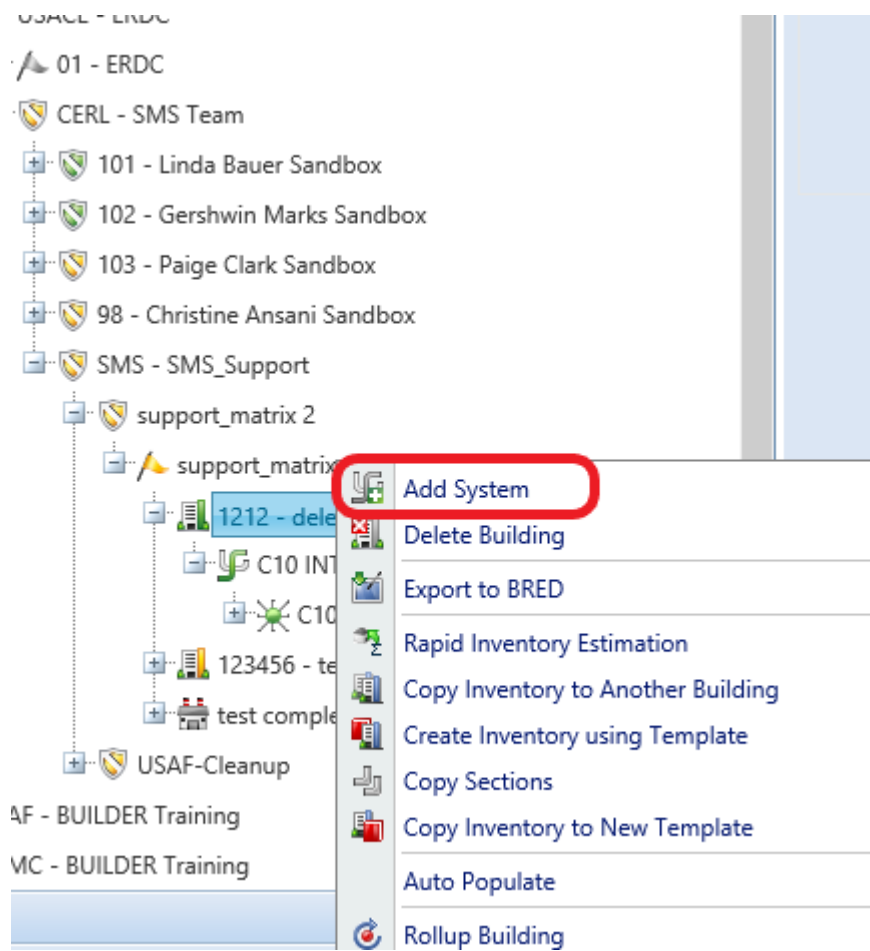 USACE - ERDC
01 - ERDC
CERL - SMS Team
101 - Linda Bauer Sandbox
102 - Gershwin Marks Sandbox
103 - Paige Clark Sandbox
98 - Christine Ansani Sandbox
SMS - SMS_Support
support_matrix 2
support_matrix
1212 - dele
C10 INT
C10
123456 - te
test comple
USAF-Cleanup
AF - BUILDER Training
MC - BUILDER Training
Add System
Delete Building
Export to BRED
Rapid Inventory Estimation
Copy Inventory to Another Building
Create Inventory using Template
Copy Sections
Copy Inventory to New Template
Auto Populate
Rollup Building